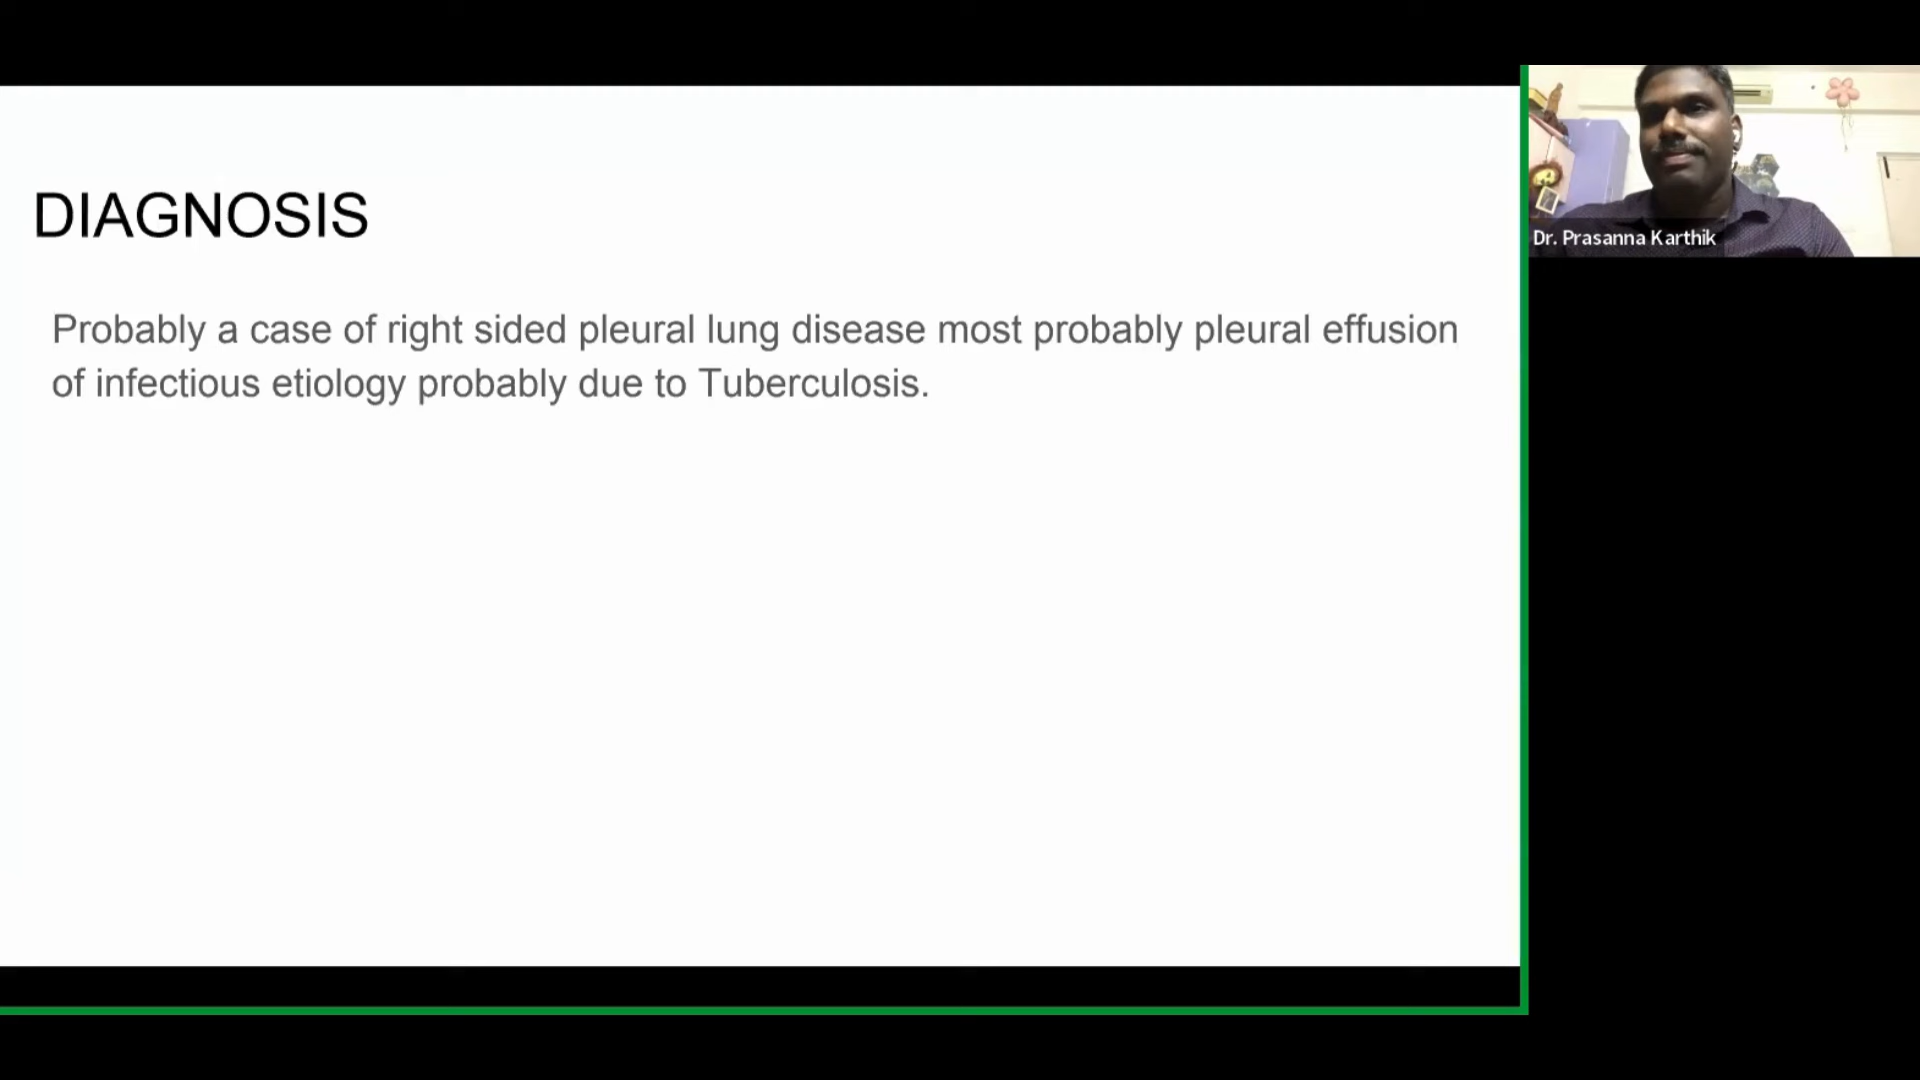 DIAGNOSIS
Probably a case of right sided pleural lung disease most probably pleural effusion
of infectious etiology probably due to Tuberculosis.
Dr. Prasanna Karthik